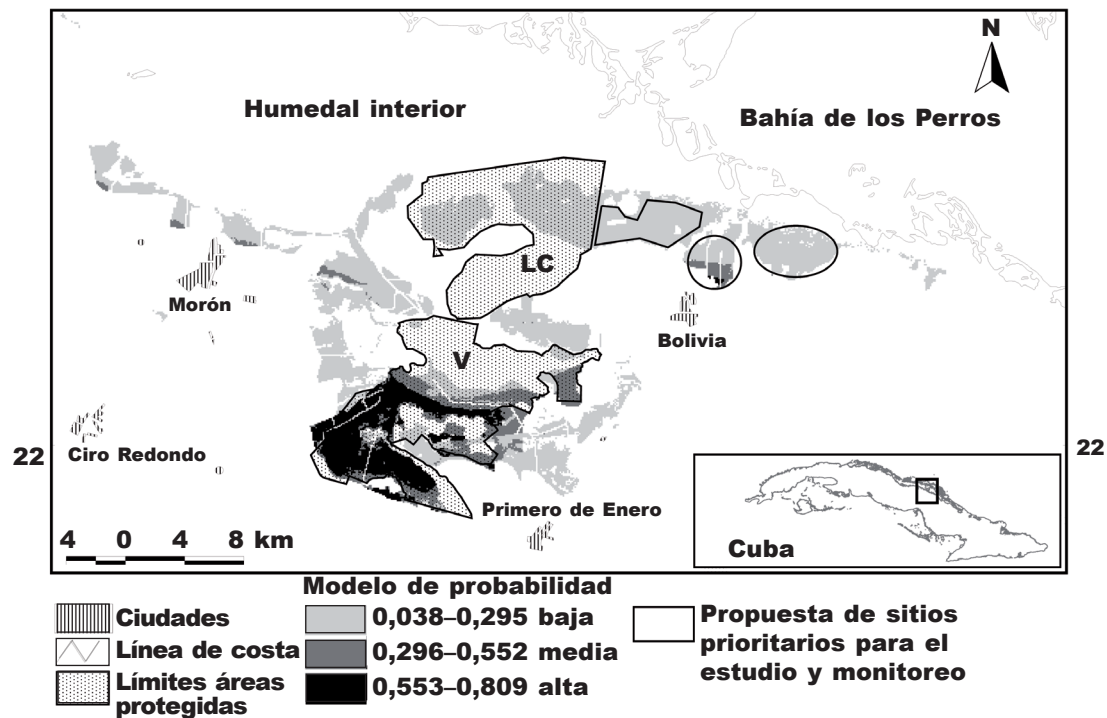 N
Humedal interior
Bahía de los Perros
LC
Morón
Bolivia
V
22
22
Ciro Redondo
Primero de Enero
4 0 4 8 km
Cuba
Modelo de probabilidad
Ciudades
Línea de costa
Límites áreas
protegidas
0,038–0,295 baja
0,296–0,552 media
0,553–0,809 alta
Propuesta de sitios
prioritarios para el
estudio y monitoreo